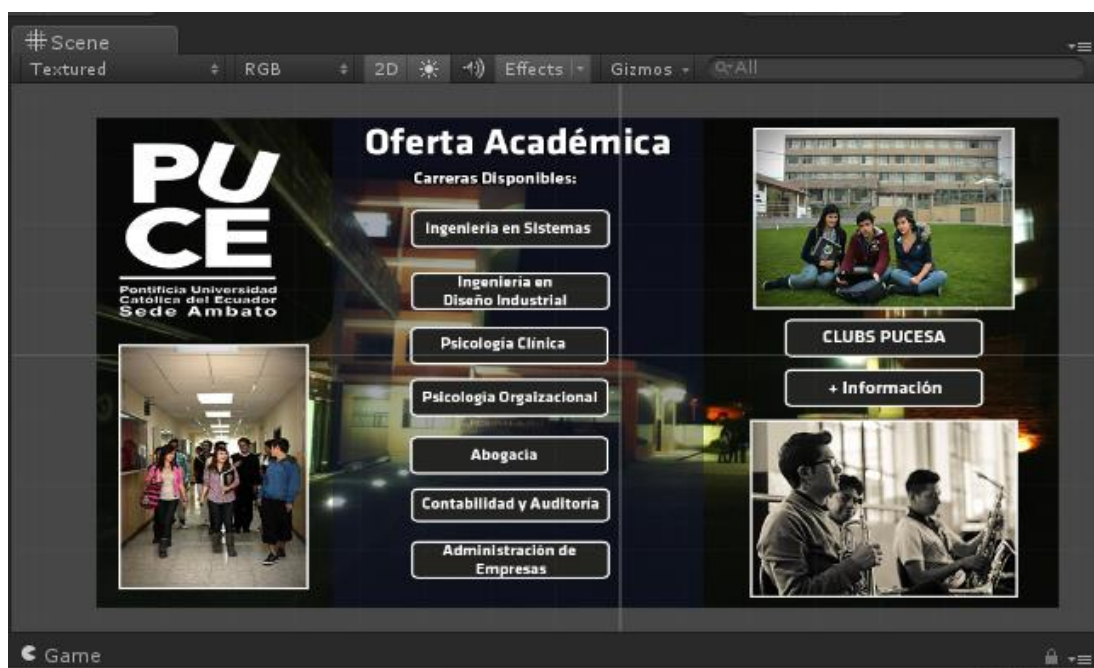 Scene
Textured RGB 2D Effects Gizmos All
PU
CE
Pontificia Universidad
Católica del Ecuador
Sede Ambato
Oferta Académica
Carreras Disponibles:
Ingenieria en Sistemas
Ingenieria en
Diseño Industrial
Psicologia Clínica
Psicologia Orgaizacional
Abogacia
Contabilidad y Auditoría
Administración de
Empresas
CLUBS PUCESA
+ Información
Game